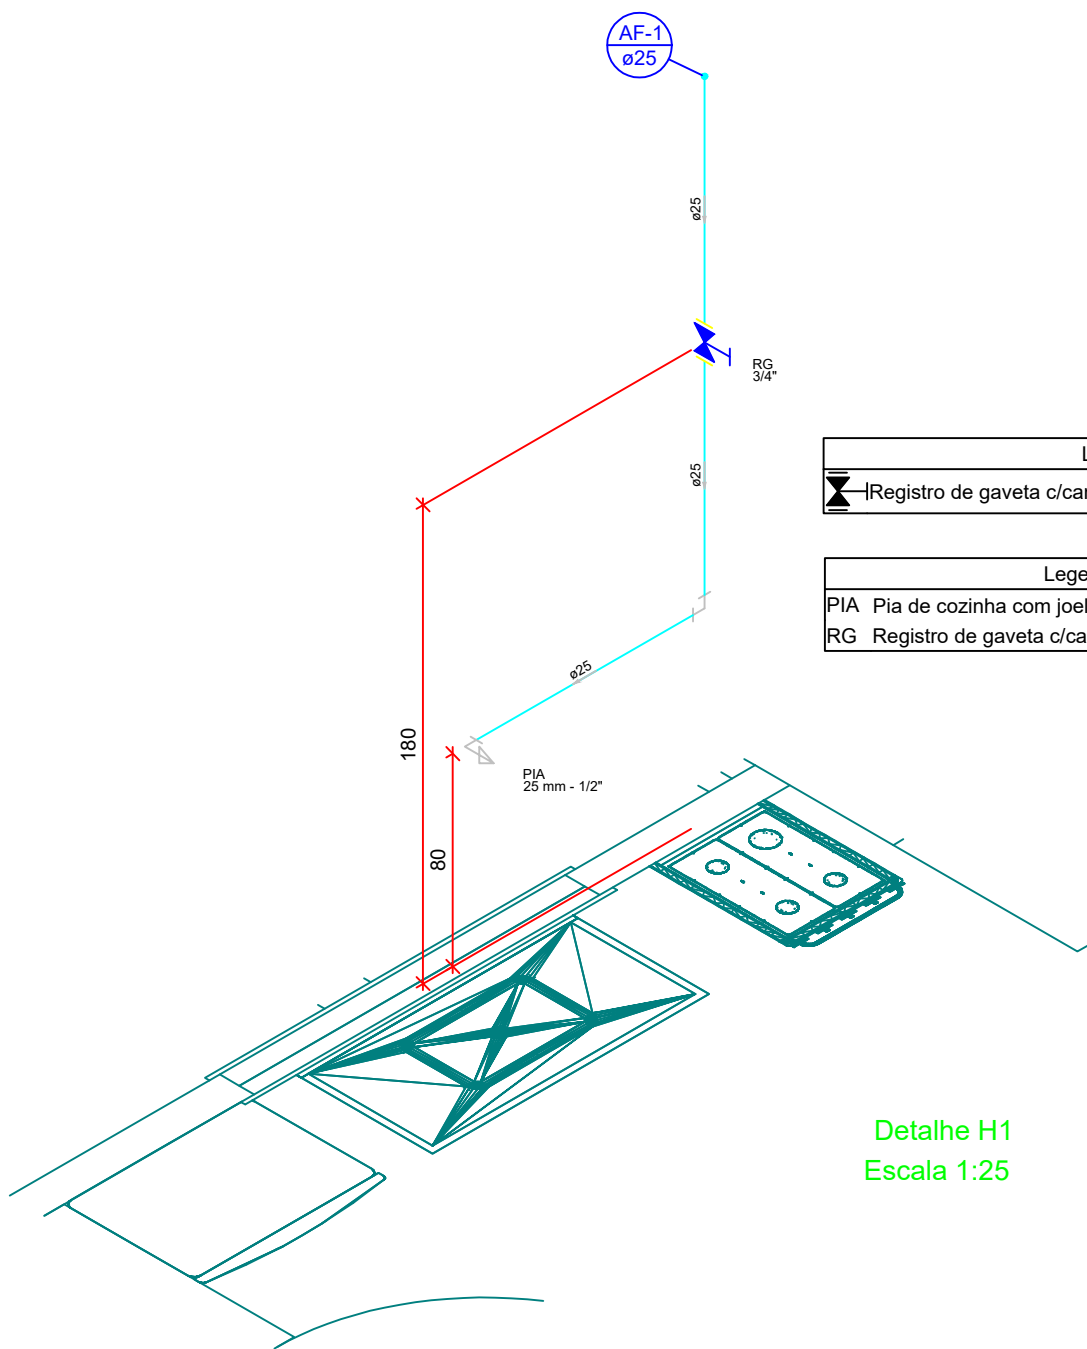 AF-1
ø25
ø25
RG
3/4"
ø25
L
Registro de gaveta c/ca
Lege
PIA Pia de cozinha com joel
RG Registro de gaveta c/ca
ø25
180
PIA
25 mm - 1/2"
80
Detalhe H1
Escala 1:25